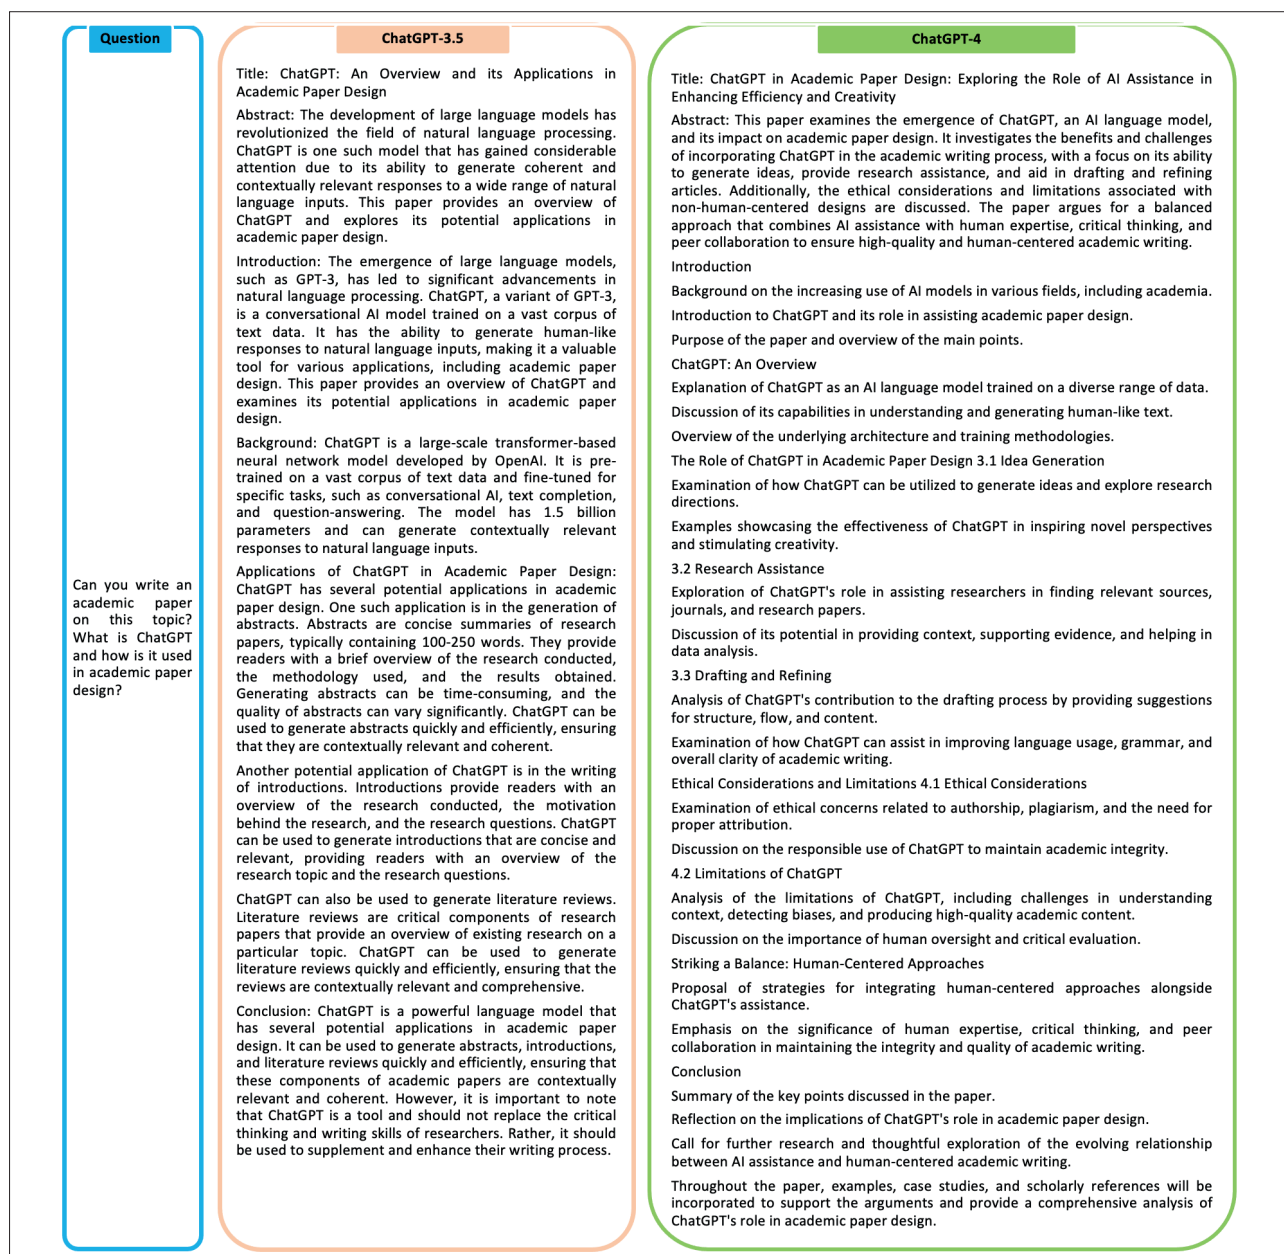 Question
Can you write an
academic paper
on this topic?
What is ChatGPT
and how is it used
in academic paper
design?
ChatGPT-3.5
Title: ChatGPT: An Overview and its Applications in
Academic Paper Design
Abstract: The development of large language models has
revolutionized the field of natural language processing.
ChatGPT is one such model that has gained considerable
attention due to its ability to generate coherent and
contextually relevant responses to a wide range of natural
language inputs. This paper provides an overview of
ChatGPT and explores its potential applications in
academic paper design.
Introduction: The emergence of large language models,
such as GPT-3, has led to significant advancements in
natural language processing. ChatGPT, a variant of GPT-3,
is a conversational AI model trained on a vast corpus of
text data. It has the ability to generate human-like
responses to natural language inputs, making it a valuable
tool for various applications, including academic paper
design. This paper provides an overview of ChatGPT and
examines its potential applications in academic paper
design.
Background: ChatGPT is a large-scale transformer-based
neural network model developed by OpenAI. It is pre-
trained on a vast corpus of text data and fine-tuned for
specific tasks, such as conversational AI, text completion,
and question-answering. The model has 1.5 billion
parameters and can generate contextually relevant
responses to natural language inputs.
Applications of ChatGPT in Academic Paper Design:
ChatGPT has several potential applications in academic
paper design. One such application is in the generation of
abstracts. Abstracts are concise summaries of research
papers, typically containing 100-250 words. They provide
readers with a brief overview of the research conducted,
the methodology used, and the results obtained.
Generating abstracts can be time-consuming, and the
quality of abstracts can vary significantly. ChatGPT can be
used to generate abstracts quickly and efficiently, ensuring
that they are contextually relevant and coherent.
Another potential application of ChatGPT is in the writing
of introductions. Introductions provide readers with an
overview of the research conducted, the motivation
behind the research, and the research questions. ChatGPT
can be used to generate introductions that are concise and
relevant, providing readers with an overview of the
research topic and the research questions.
ChatGPT can also be used to generate literature reviews.
Literature reviews are critical components of research
papers that provide an overview of existing research on a
particular topic. ChatGPT can be used to generate
literature reviews quickly and efficiently, ensuring that the
reviews are contextually relevant and comprehensive.
Conclusion: ChatGPT is a powerful language model that
has several potential applications in academic paper
design. It can be used to generate abstracts, introductions,
and literature reviews quickly and efficiently, ensuring that
these components of academic papers are contextually
relevant and coherent. However, it is important to note
that ChatGPT is a tool and should not replace the critical
thinking and writing skills of researchers. Rather, it should
be used to supplement and enhance their writing process.
ChatGPT-4
Title: ChatGPT in Academic Paper Design: Exploring the Role of AI Assistance in
Enhancing Efficiency and Creativity
Abstract: This paper examines the emergence of ChatGPT, an AI language model,
and its impact on academic paper design. It investigates the benefits and challenges
of incorporating ChatGPT in the academic writing process, with a focus on its ability
to generate ideas, provide research assistance, and aid in drafting and refining
articles. Additionally, the ethical considerations and limitations associated with
non-human-centered designs are discussed. The paper argues for a balanced
approach that combines AI assistance with human expertise, critical thinking, and
peer collaboration to ensure high-quality and human-centered academic writing.
Introduction
Background on the increasing use of AI models in various fields, including academia.
Introduction to ChatGPT and its role in assisting academic paper design.
Purpose of the paper and overview of the main points.
ChatGPT: An Overview
Explanation of ChatGPT as an AI language model trained on a diverse range of data.
Discussion of its capabilities in understanding and generating human-like text.
Overview of the underlying architecture and training methodologies.
The Role of ChatGPT in Academic Paper Design 3.1 Idea Generation
Examination of how ChatGPT can be utilized to generate ideas and explore research
directions.
Examples showcasing the effectiveness of ChatGPT in inspiring novel perspectives
and stimulating creativity.
3.2 Research Assistance
Exploration of ChatGPT's role in assisting researchers in finding relevant sources,
journals, and research papers.
Discussion of its potential in providing context, supporting evidence, and helping in
data analysis.
3.3 Drafting and Refining
Analysis of ChatGPT's contribution to the drafting process by providing suggestions
for structure, flow, and content.
Examination of how ChatGPT can assist in improving language usage, grammar, and
overall clarity of academic writing.
Ethical Considerations and Limitations 4.1 Ethical Considerations
Examination of ethical concerns related to authorship, plagiarism, and the need for
proper attribution.
Discussion on the responsible use of ChatGPT to maintain academic integrity.
4.2 Limitations of ChatGPT
Analysis of the limitations of ChatGPT, including challenges in understanding
context, detecting biases, and producing high-quality academic content.
Discussion on the importance of human oversight and critical evaluation.
Striking a Balance: Human-Centered Approaches
Proposal of strategies for integrating human-centered approaches alongside
ChatGPT's assistance.
Emphasis on the significance of human expertise, critical thinking, and peer
collaboration in maintaining the integrity and quality of academic writing.
Conclusion
Summary of the key points discussed in the paper.
Reflection on the implications of ChatGPT's role in academic paper design.
Call for further research and thoughtful exploration of the evolving relationship
between AI assistance and human-centered academic writing.
Throughout the paper, examples, case studies, and scholarly references will be
incorporated to support the arguments and provide a comprehensive analysis of
ChatGPT's role in academic paper design.